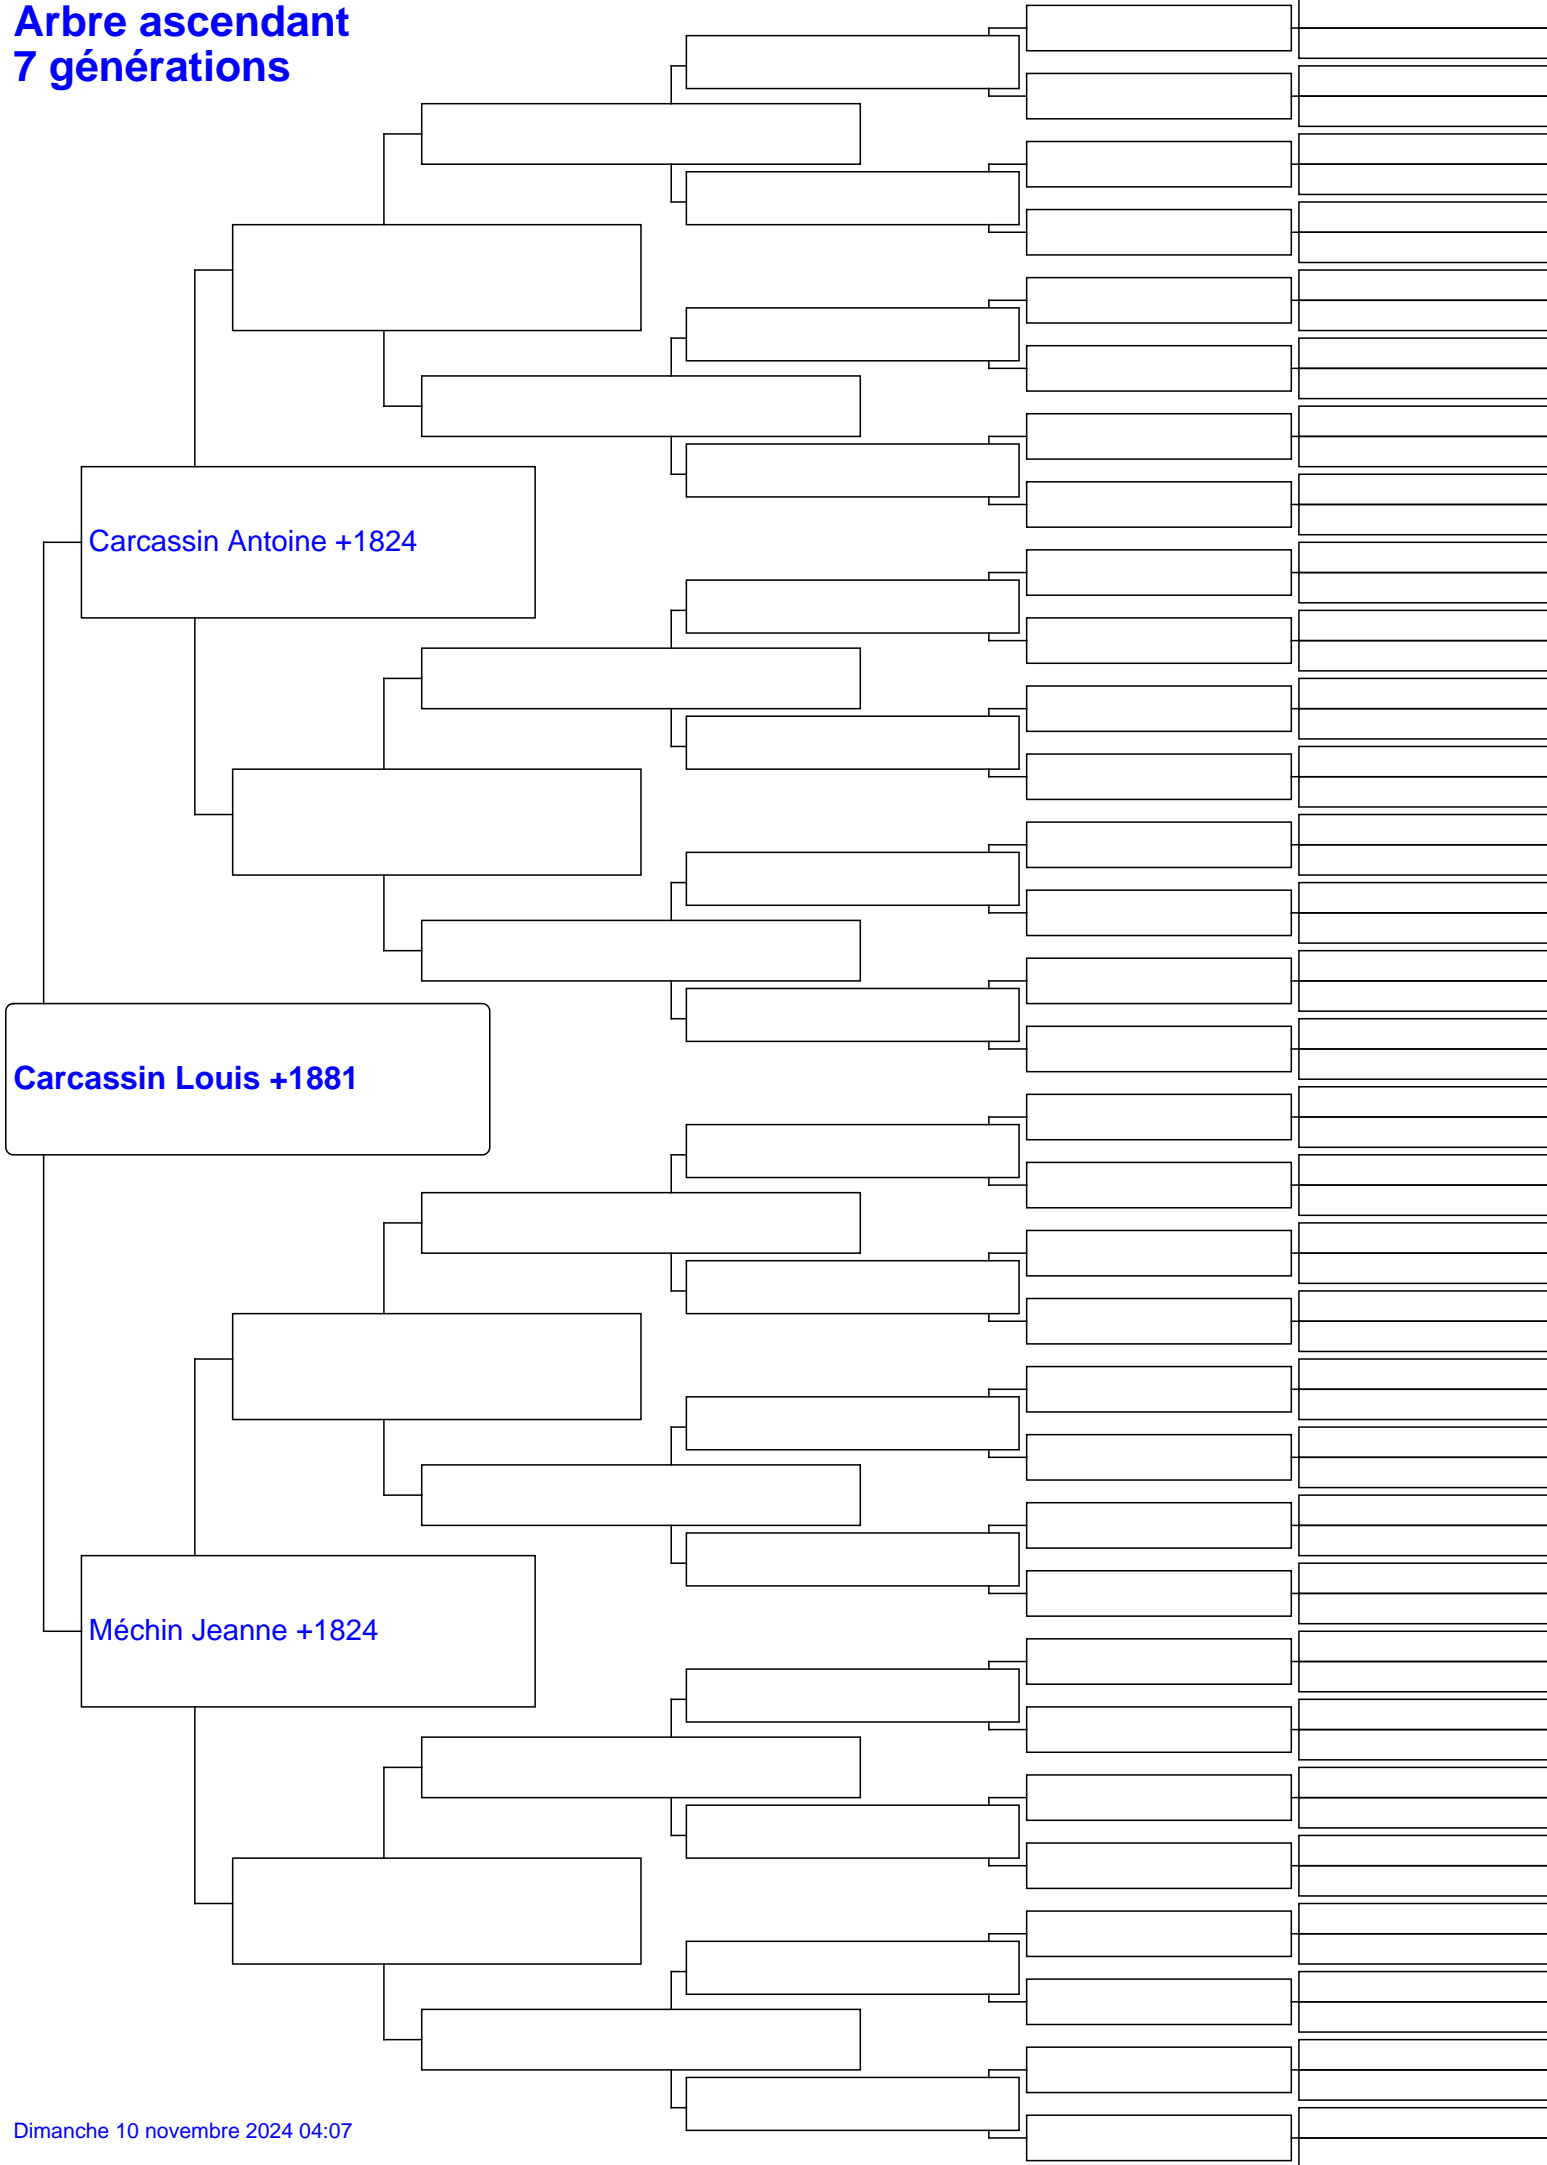 Arbre ascendant
7 générations
Carcassin Antoine +1824
Carcassin Louis +1881
Méchin Jeanne +1824
Dimanche 10 novembre 2024 04:07